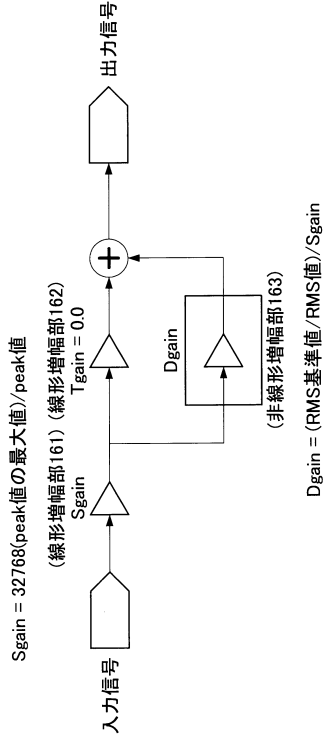 Sgain = 32768(peak値の最大値)/peak値
(線形増幅部161)
(線形増幅部162)
Sgain
Tgain = 0.0
入力信号
出力信号
Dgain
(非線形増幅部163)
Dgain = (RMS基準値/RMS値)/Sgain